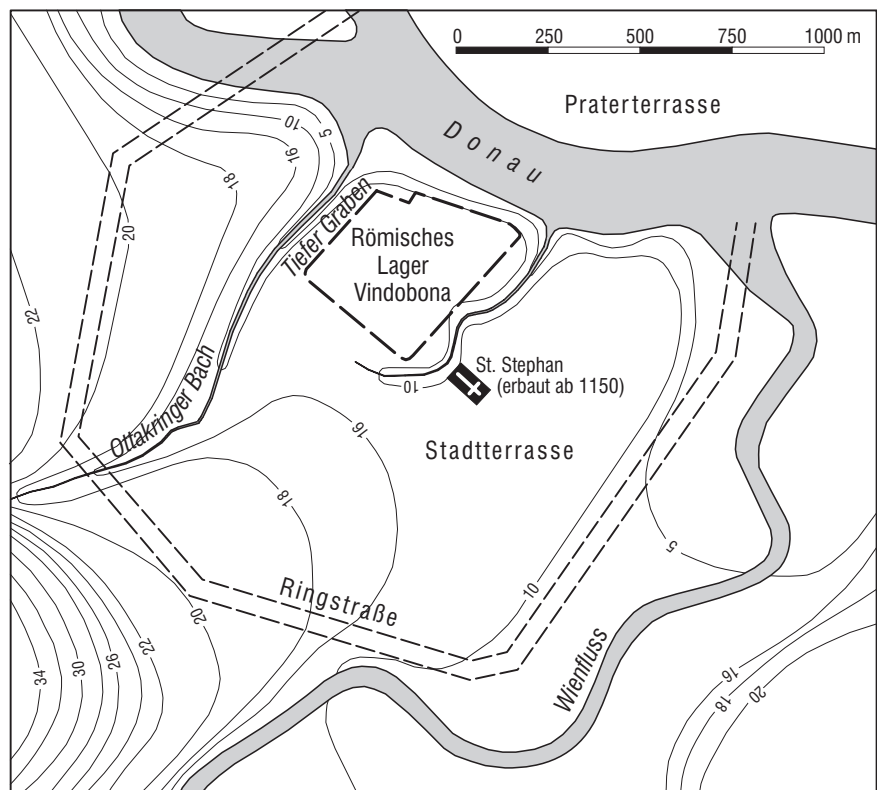 0 250 500 750 1000 m
Praterterrasse
Donau
5
10
16
18
20
22
Tiefer Graben
Römisches
Lager
Vindobona
St. Stephan
(erbaut ab 1150)
10
Ottakringer Bach
Stadtterrasse
16
18
5
10
Ringstraße
20
22
26
30
34
Wienfluss
16
18
20